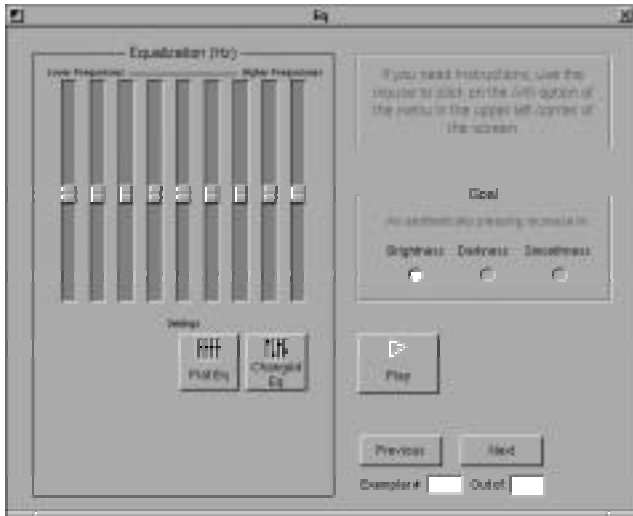 Eq
Equalization (Hz)
Lower Frequencies Higher Frequencies
If you need instructions, use the
mouse to click on the option of
the menu in the upper left corner of
the screen
Goal
An aesthetically pleasing increase in
Brightness Darkness Smoothness
Settings
Flat Eq
Changed
Eq
Play
Previous Next
Exemplar # Out of